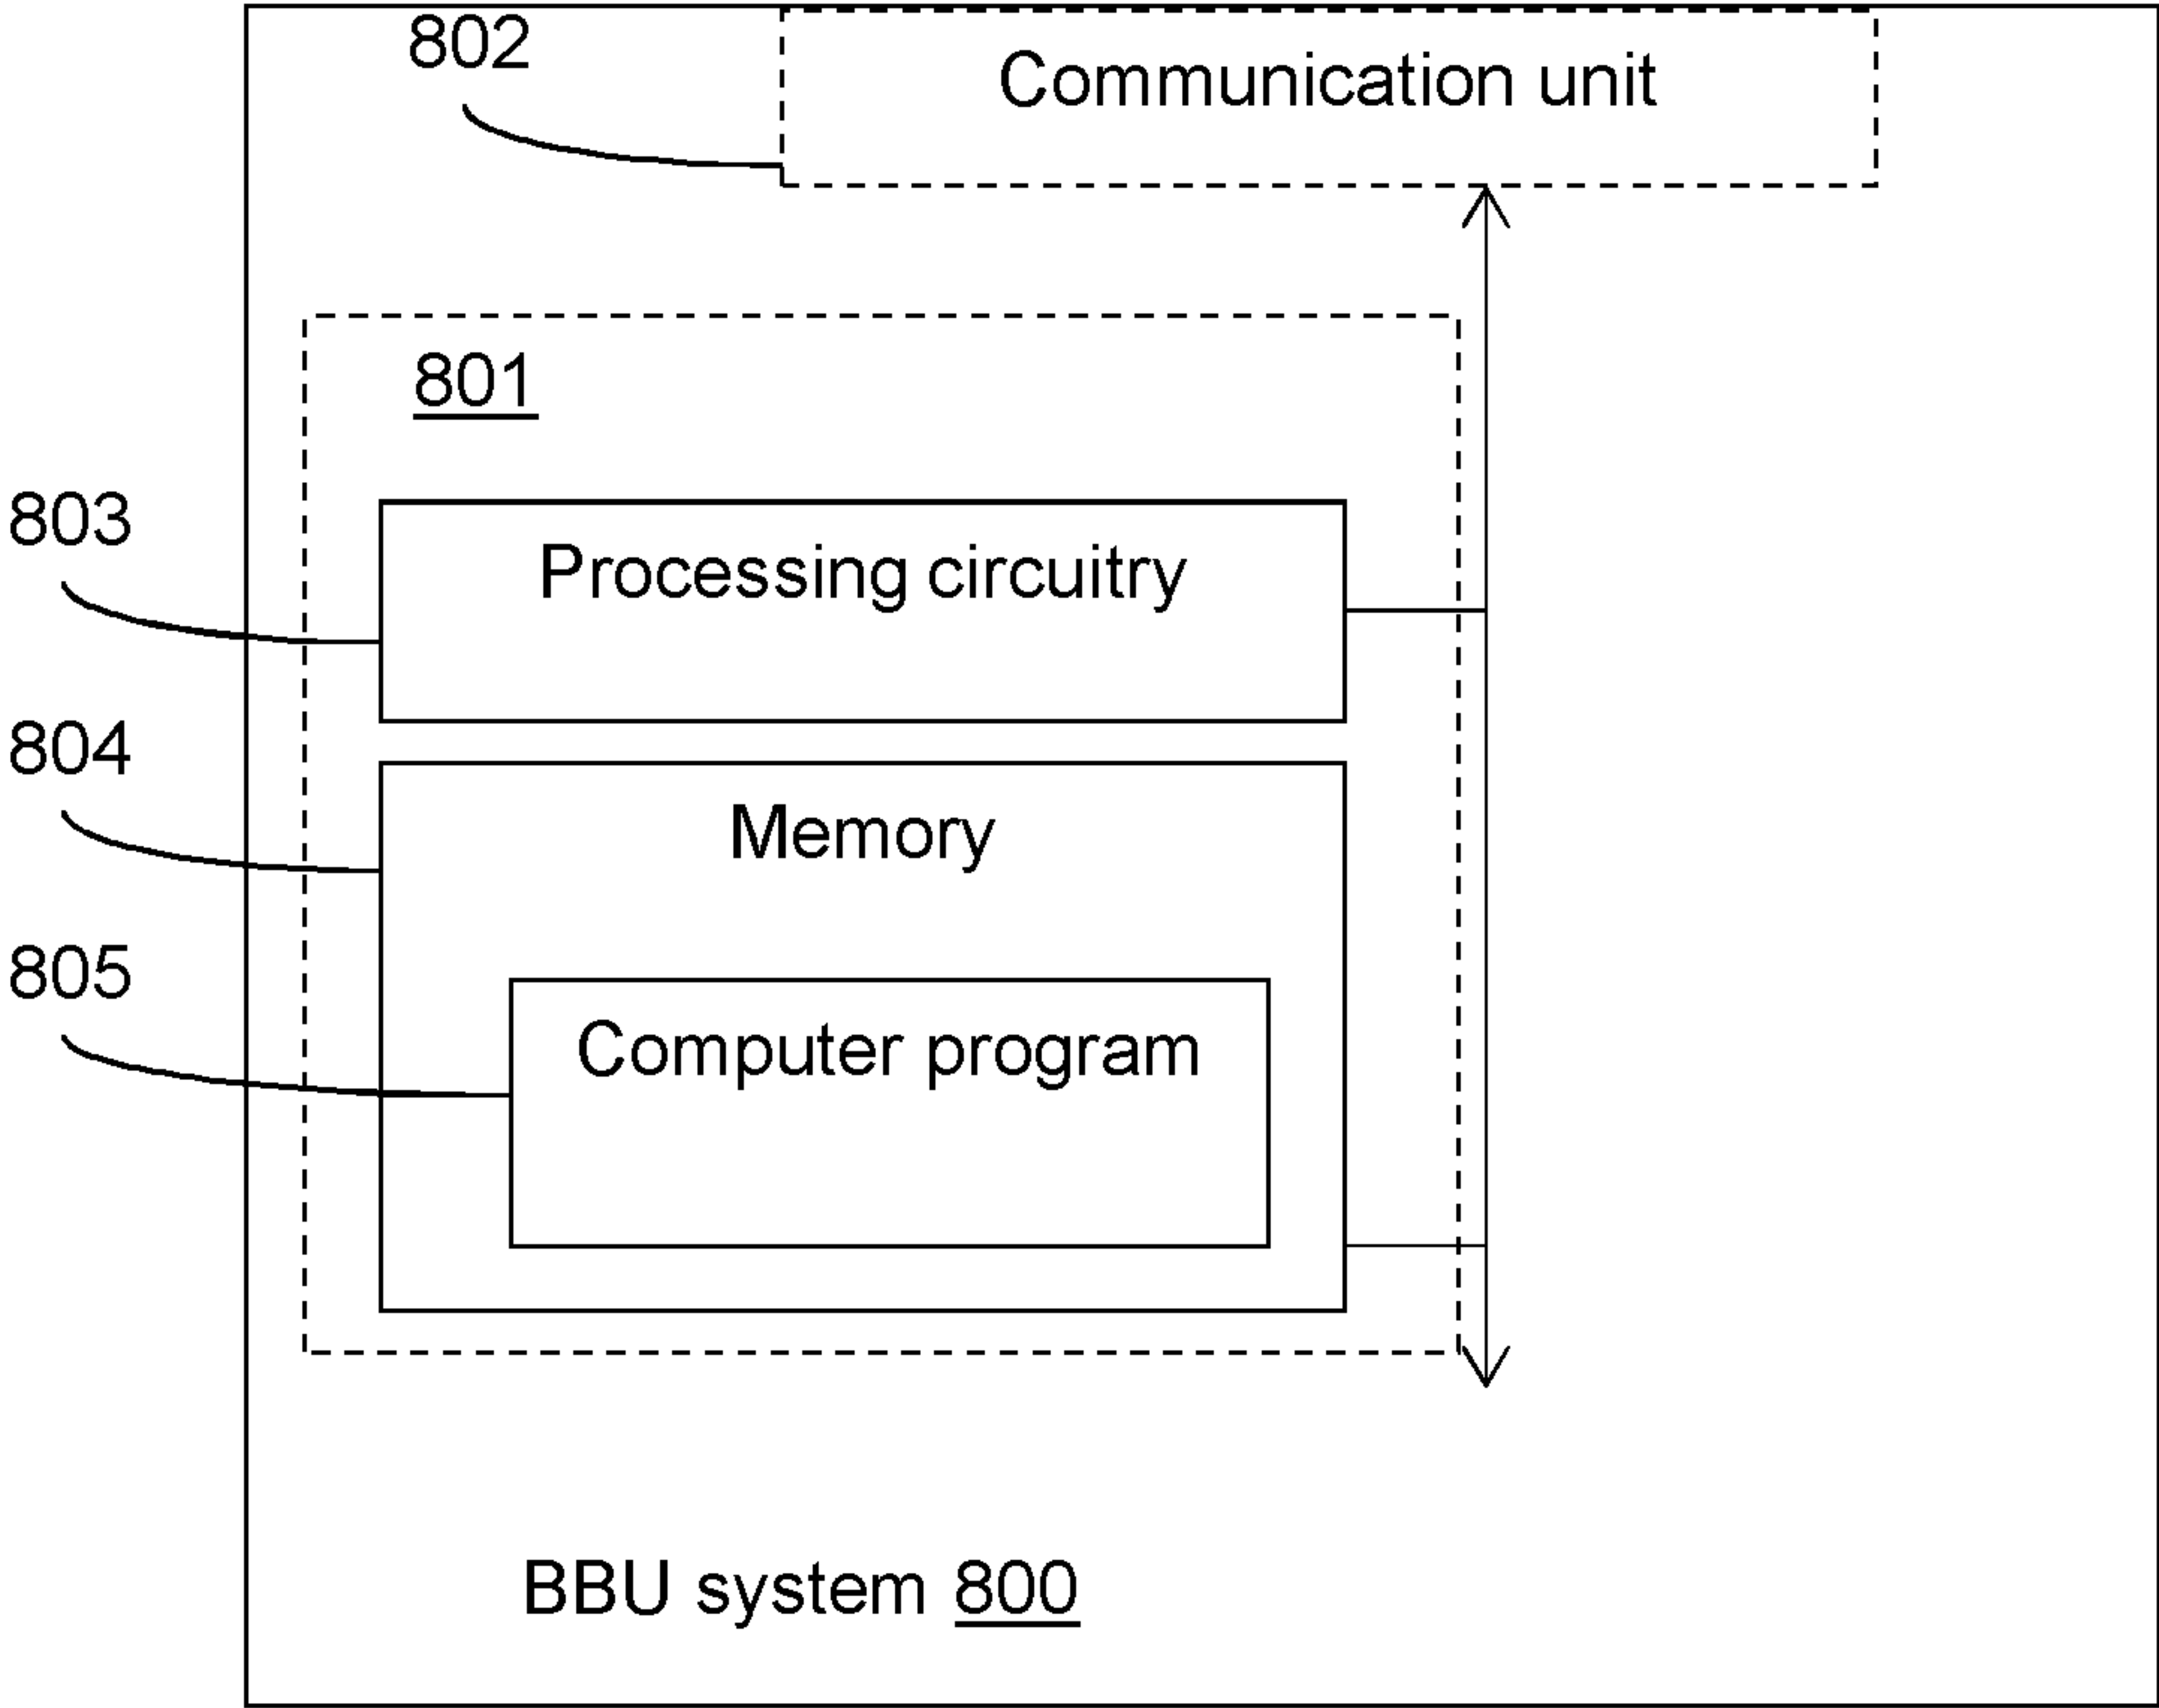 802
Communication unit
801
803
Processing circuitry
804
Memory
805
Computer program
BBU system 800